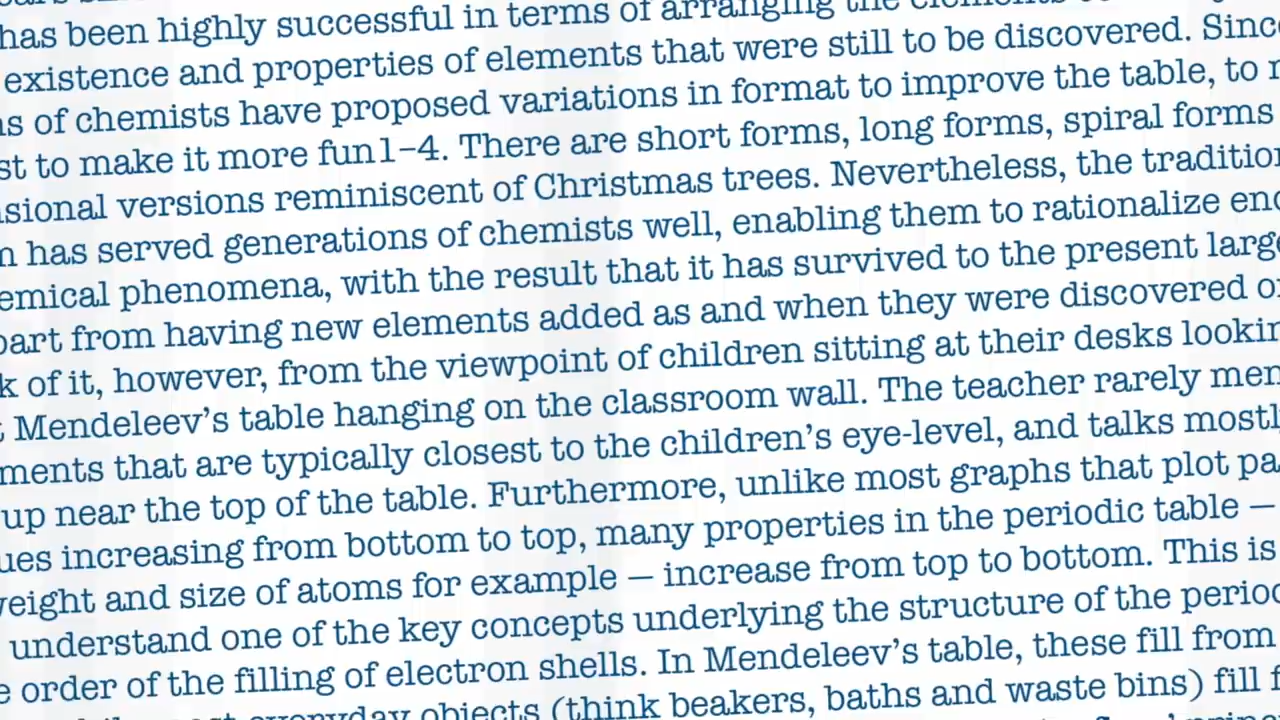 has been highly successful in terms of arranging the elements
existence and properties of elements that were still to be discovered. Since
of chemists have proposed variations in format to improve the table, to
to make it more fun1–4. There are short forms, long forms, spiral forms
versions reminiscent of Christmas trees. Nevertheless, the
has served generations of chemists well, enabling them to rationalize
phenomena, with the result that it has survived to the present
from having new elements added as and when they were discovered
of it, however, from the viewpoint of children sitting at their desks
Mendeleev's table hanging on the classroom wall. The teacher rarely
that are typically closest to the children's eye-level, and talks
up near the top of the table. Furthermore, unlike most graphs that plot
increasing from bottom to top, many properties in the periodic table —
weight and size of atoms for example — increase from top to bottom. This is
understand one of the key concepts underlying the structure of the
order of the filling of electron shells. In Mendeleev's table, these fill from
everyday objects (think beakers, baths and waste bins) fill